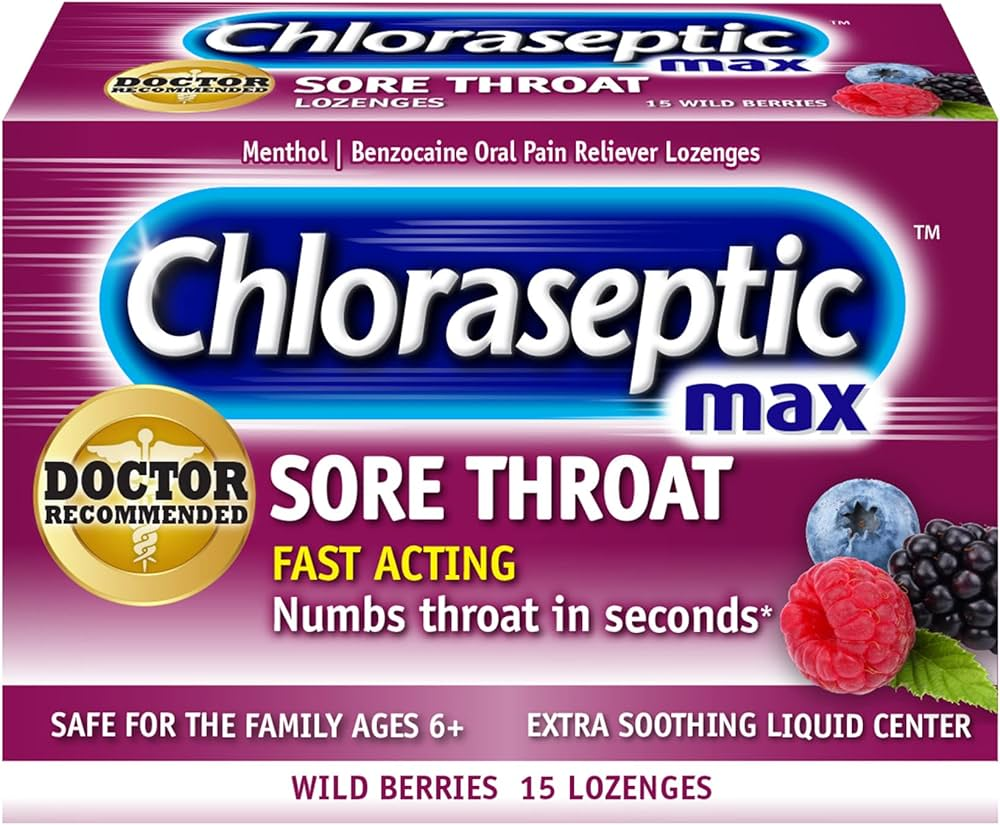 Chloraseptic™
max
DOCTOR
RECOMMENDED
SORE THROAT
LOZENGES
15 WILD BERRIES
Menthol | Benzocaine Oral Pain Reliever Lozenges
Chloraseptic™
max
DOCTOR
RECOMMENDED
SORE THROAT
FAST ACTING
Numbs throat in seconds*
SAFE FOR THE FAMILY AGES 6+
EXTRA SOOTHING LIQUID CENTER
WILD BERRIES 15 LOZENGES